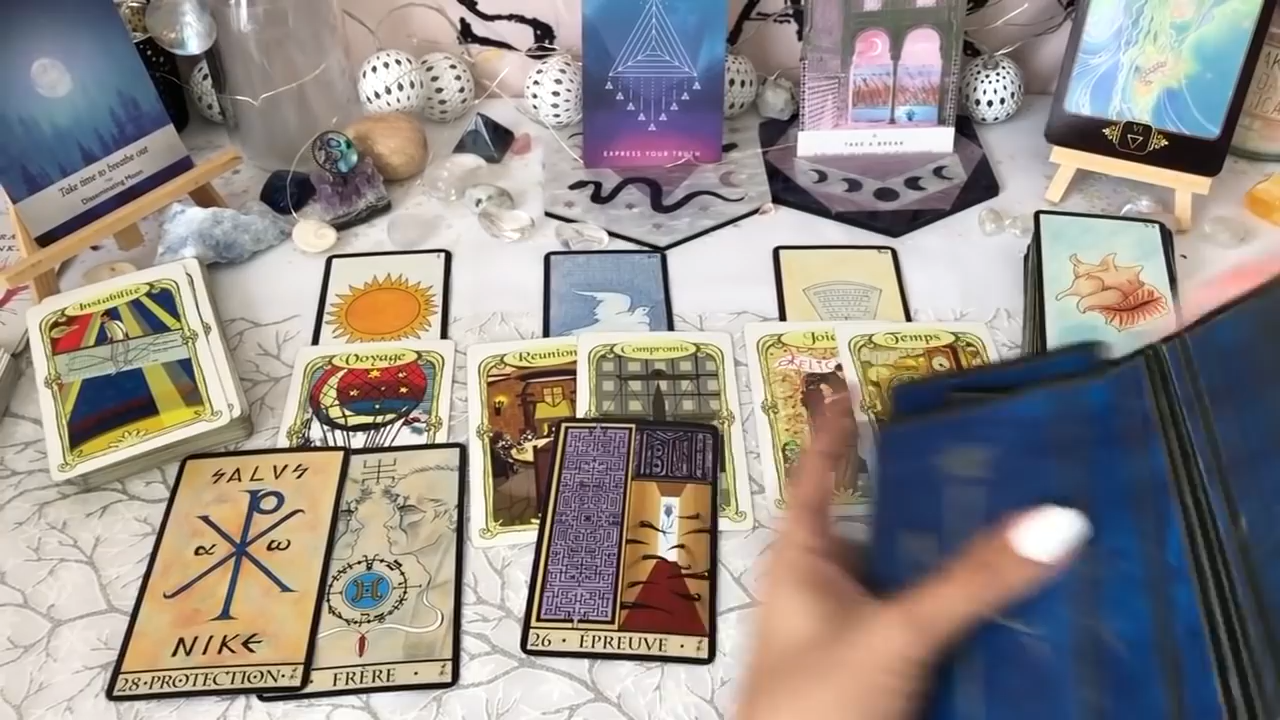 Take time to breathe out
Disseminating Moon
EXPRESS YOUR TRUTH
TAKE A BREAK
VI
Instabilité
Voyage
Reunion
Compromis
Joie
Temps
SALVS
NIKE
28·PROTECTION·
FRÈRE
26 · ÉPREUVE